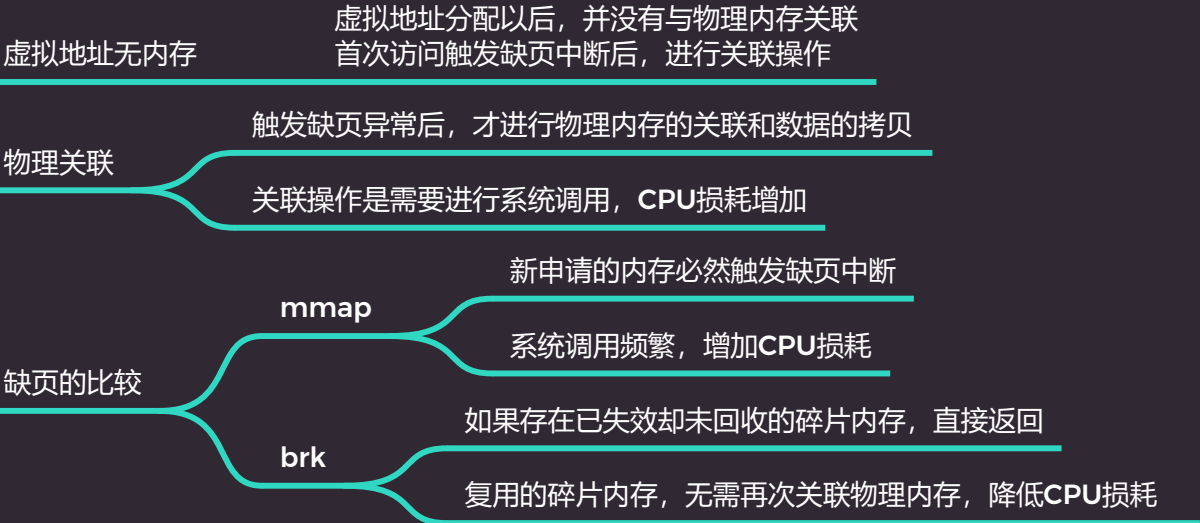 虚拟地址无内存
虚拟地址分配以后，并没有与物理内存关联
首次访问触发缺页中断后，进行关联操作
物理关联
触发缺页异常后，才进行物理内存的关联和数据的拷贝
关联操作是需要进行系统调用，CPU损耗增加
缺页的比较
mmap
新申请的内存必然触发缺页中断
系统调用频繁，增加CPU损耗
brk
如果存在已失效却未回收的碎片内存，直接返回
复用的碎片内存，无需再次关联物理内存，降低CPU损耗